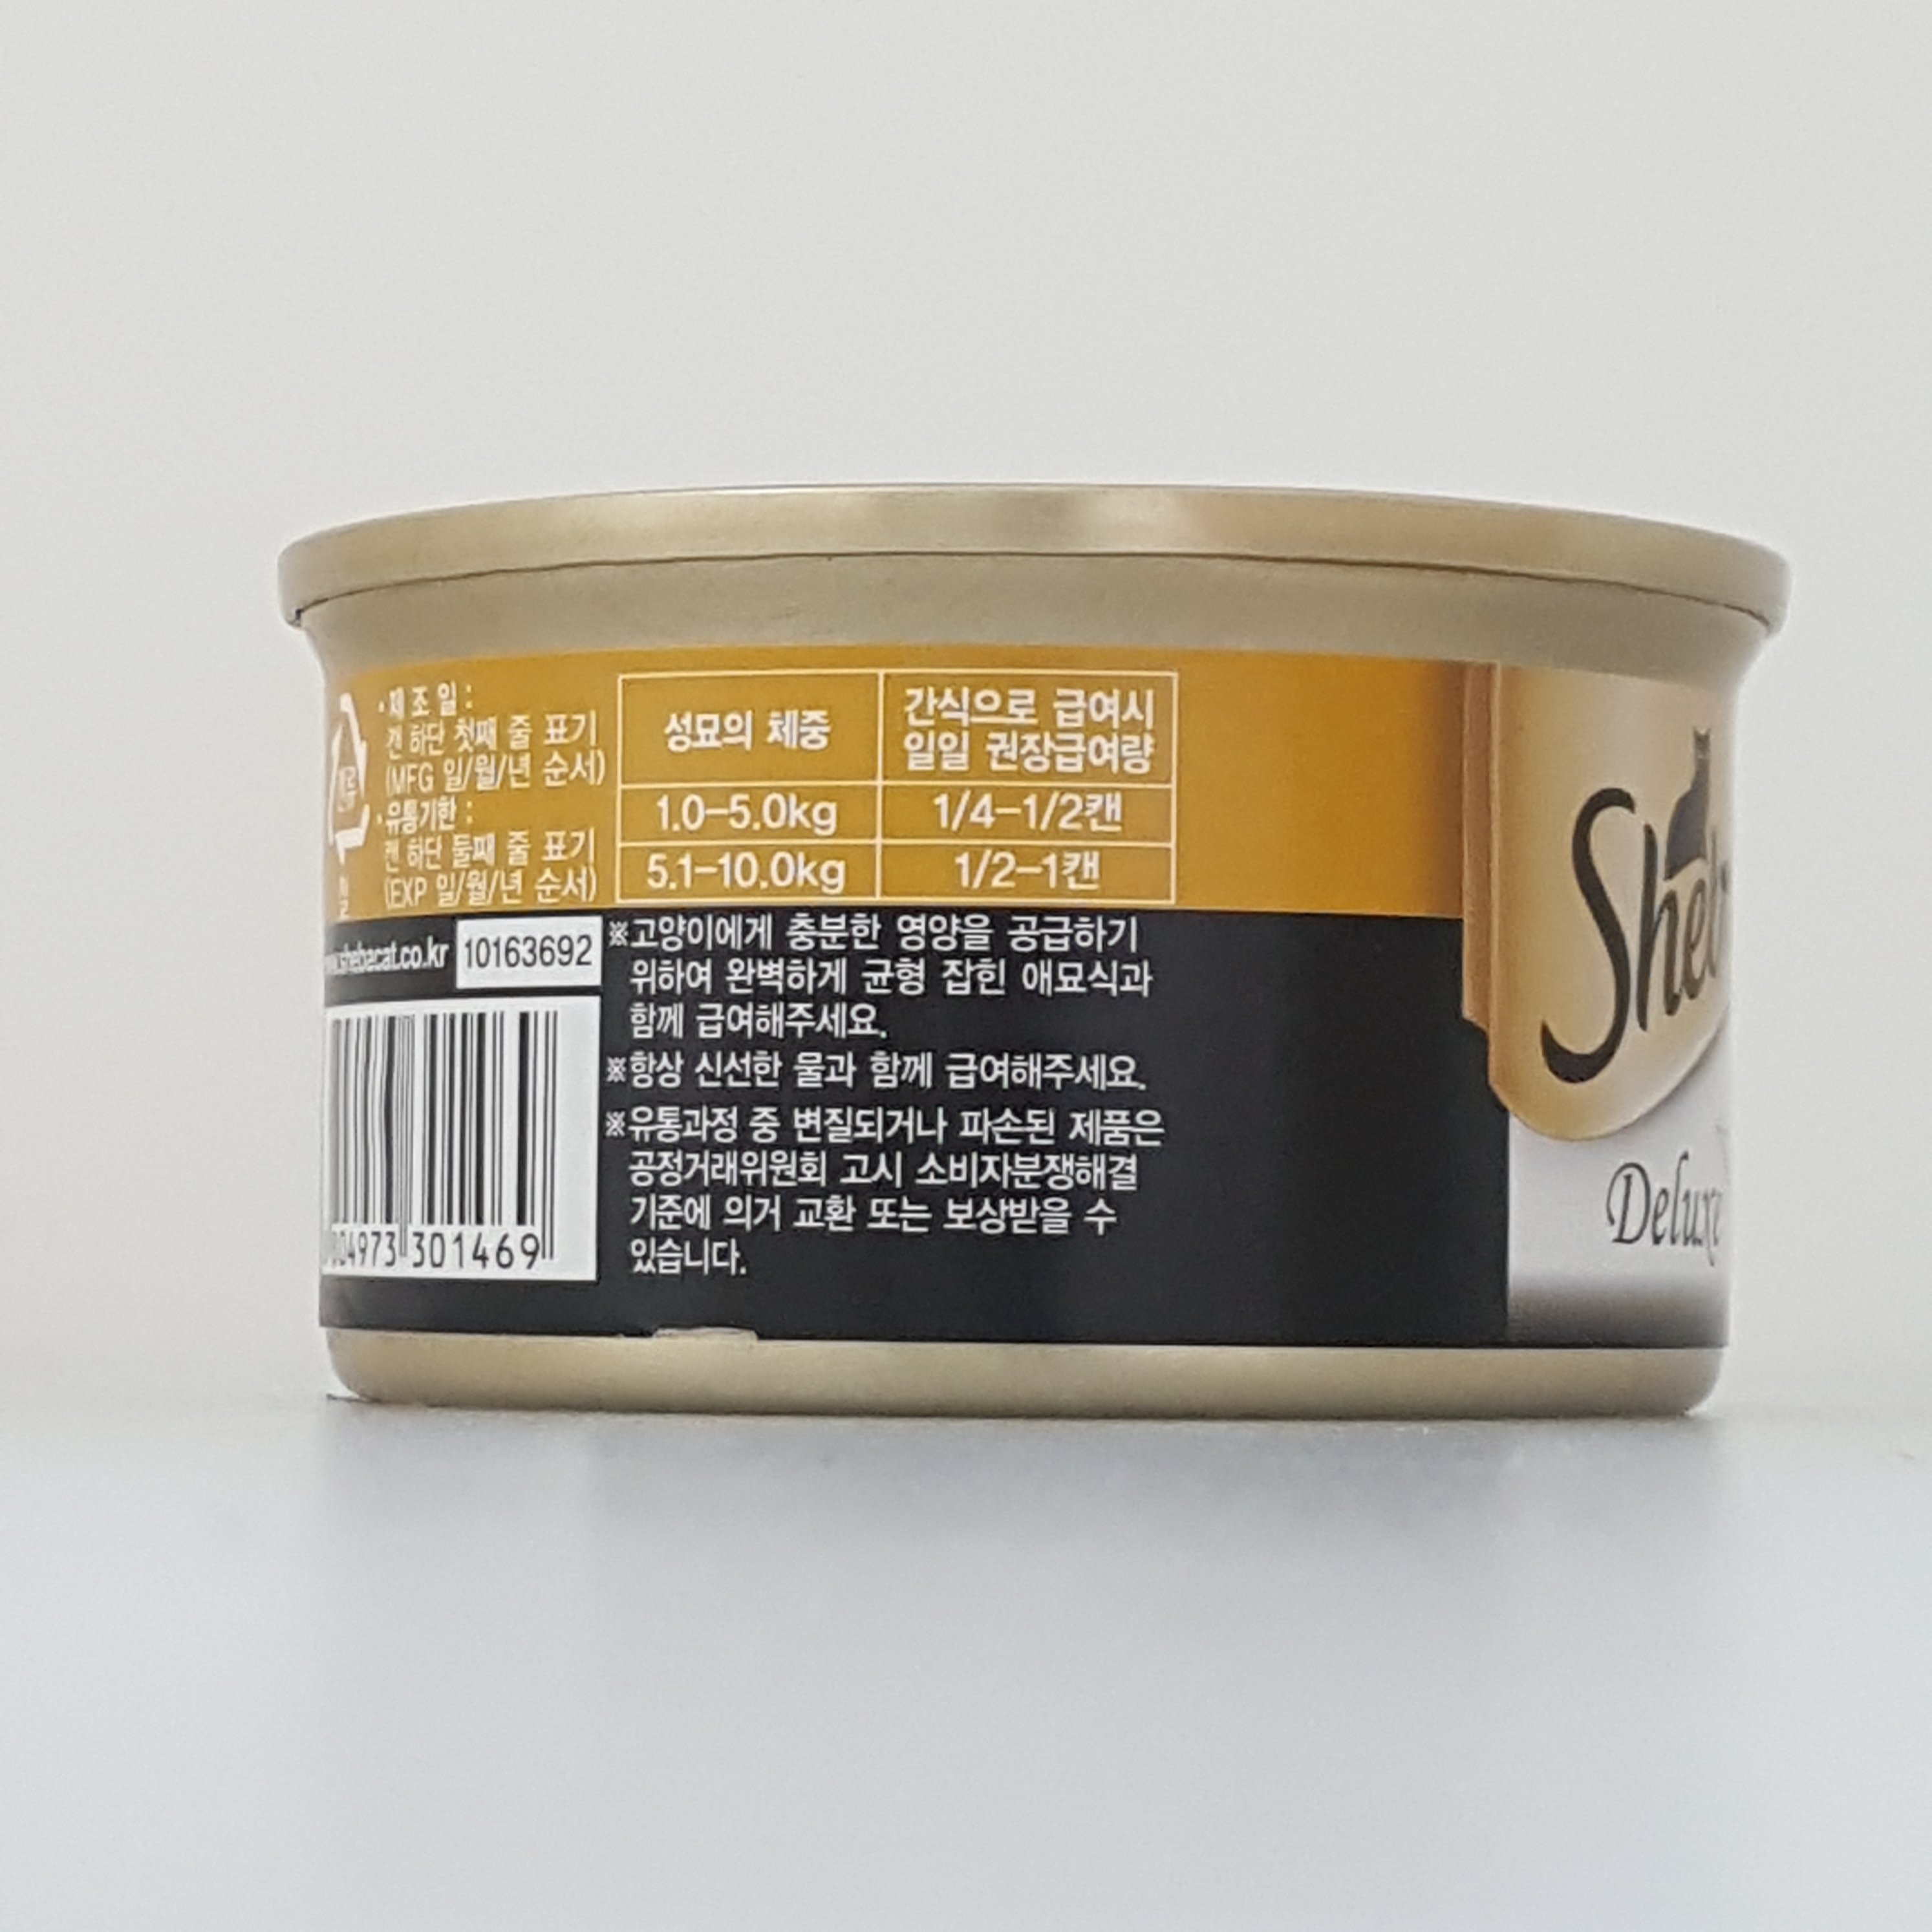 · 제 조 일 :
캔 하단 첫째 줄 표기
(MFG 일/월/년 순서)
· 유통기한 :
캔 하단 둘째 줄 표기
(EXP 일/월/년 순서)
성묘의 체중
간식으로 급여시
일일 권장급여량
1.0-5.0kg
1/4-1/2캔
5.1-10.0kg
1/2-1캔
shebacat.co.kr
10163692
301469
※고양이에게 충분한 영양을 공급하기
위하여 완벽하게 균형 잡힌 애묘식과
함께 급여해주세요.
※항상 신선한 물과 함께 급여해주세요.
※유통과정 중 변질되거나 파손된 제품은
공정거래위원회 고시 소비자분쟁해결
기준에 의거 교환 또는 보상받을 수
있습니다.
Sheb
Deluxe